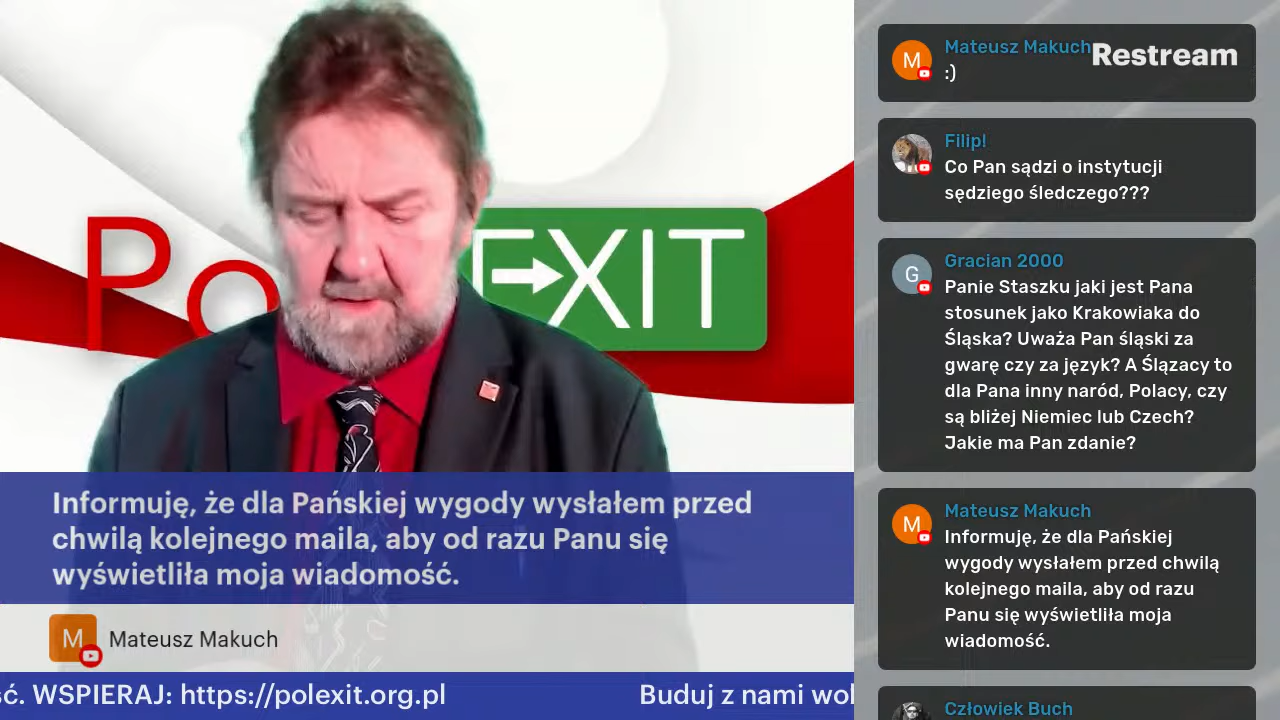 Po EXIT
Informuję, że dla Pańskiej wygody wysłałem przed
chwilą kolejnego maila, aby od razu Panu się
wyświetliła moja wiadomość.
M
Mateusz Makuch
ść. WSPIERAJ: https://polexit.org.pl
Buduj z nami wol
Restream
M
Mateusz Makuch
:)
Filip!
Co Pan sądzi o instytucji
sędziego śledczego???
G
Gracian 2000
Panie Staszku jaki jest Pana
stosunek jako Krakowiaka do
Śląska? Uważa Pan śląski za
gwarę czy za język? A Ślązacy to
dla Pana inny naród, Polacy, czy
są bliżej Niemiec lub Czech?
Jakie ma Pan zdanie?
M
Mateusz Makuch
Informuję, że dla Pańskiej
wygody wysłałem przed chwilą
kolejnego maila, aby od razu
Panu się wyświetliła moja
wiadomość.
Człowiek Buch